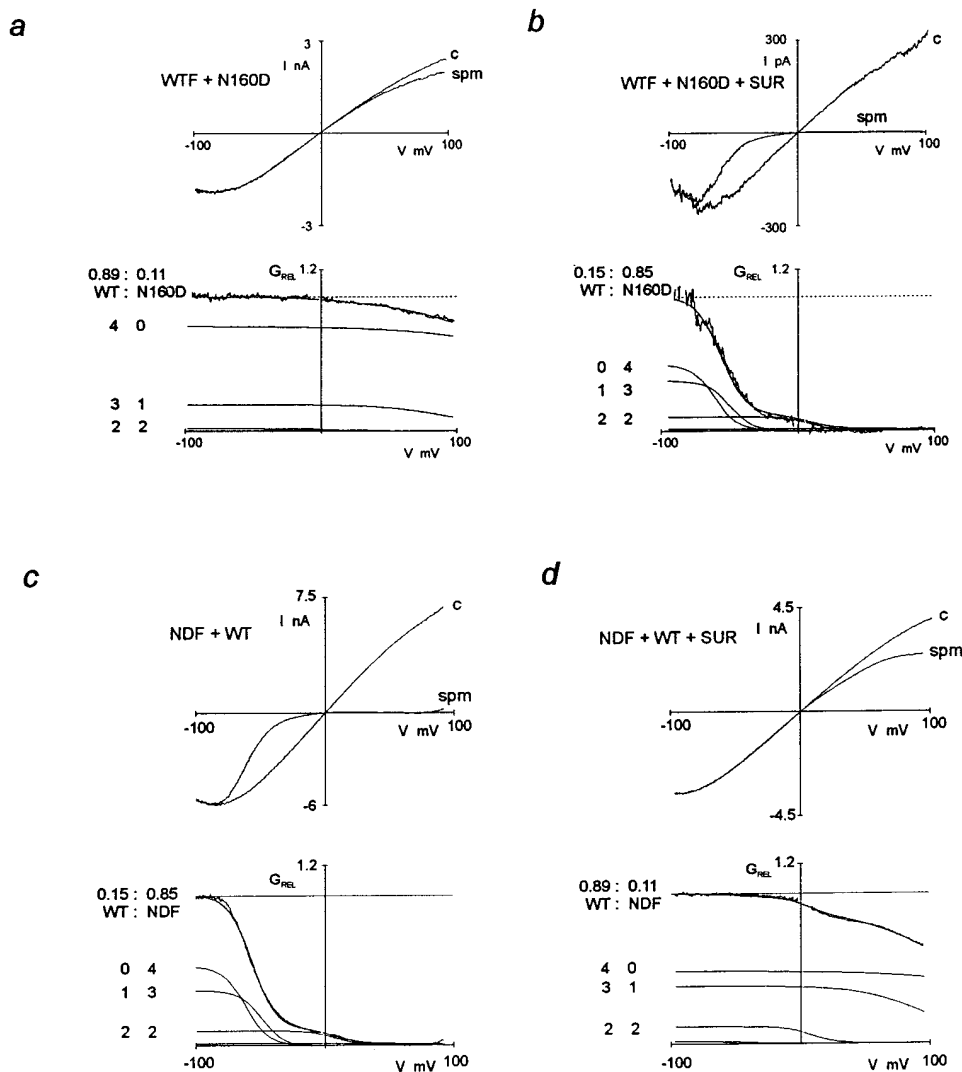 a
3
I nA
c
spm
WTF + N160D
-100
V mV
100
-3
0.89 : 0.11
WT : N160D
GREL
1.2
4 0
3 1
2 2
-100
V mV
100
b
300
I pA
c
WTF + N160D + SUR
spm
-100
V mV
100
-300
0.15 : 0.85
WT : N160D
GREL
1.2
0 4
1 3
2 2
-100
V mV
100
c
7.5
I nA
c
NDF + WT
spm
-100
V mV
100
-6
0.15 : 0.85
WT : NDF
GREL
1.2
0 4
1 3
2 2
-100
V mV
100
d
4.5
I nA
c
NDF + WT + SUR
spm
-100
V mV
100
-4.5
0.89 : 0.11
WT : NDF
GREL
1.2
4 0
3 1
2 2
-100
V mV
100